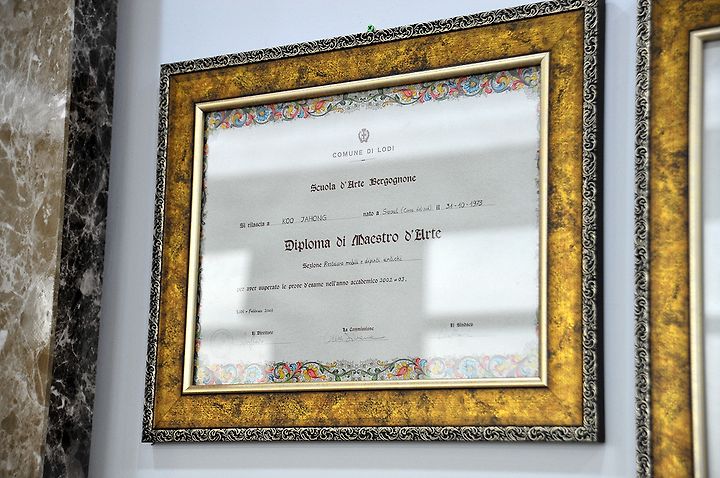 COMUNE DI LODI
Scuola d'Arte Bergognone
Si rilascia a KOO JAHONG nato a Seoul (Corea del sud) il 31-10-1973
Diploma di Maestro d'Arte
Sezione Restauro mobili e dipinti antichi
per aver superato le prove d'esame nell'anno accademico 2002-03.
Lodi, Febbraio
Il Direttore La Commissione Il Sindaco